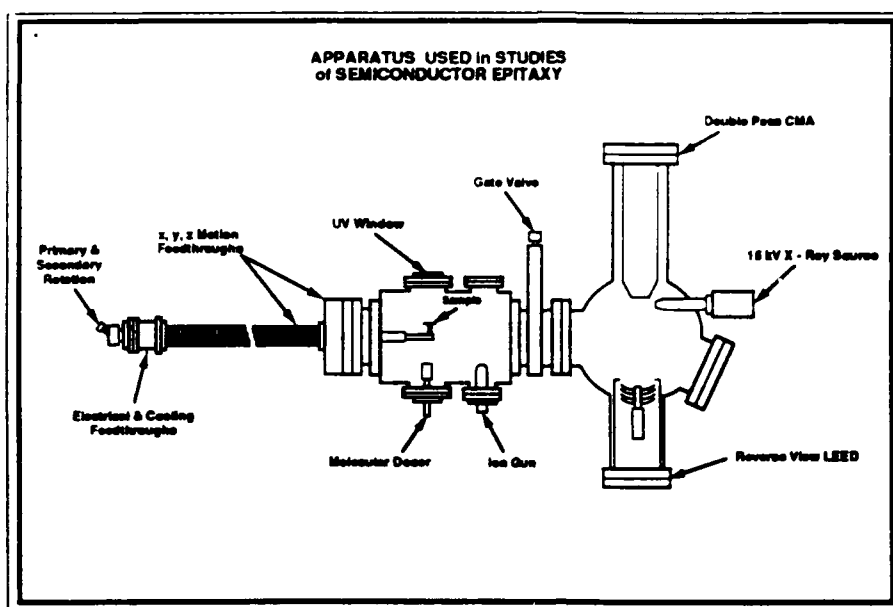 APPARATUS USED in STUDIES
of SEMICONDUCTOR EPITAXY
Double Pass CMA
Gate Valve
UV Window
x, y, z Motion
Feedthroughs
Primary &
Secondary
Rotation
15 kV X - Ray Source
Sample
Electrical & Cooling
Feedthroughs
Molecular Doser
Ion Gun
Reverse View LEED